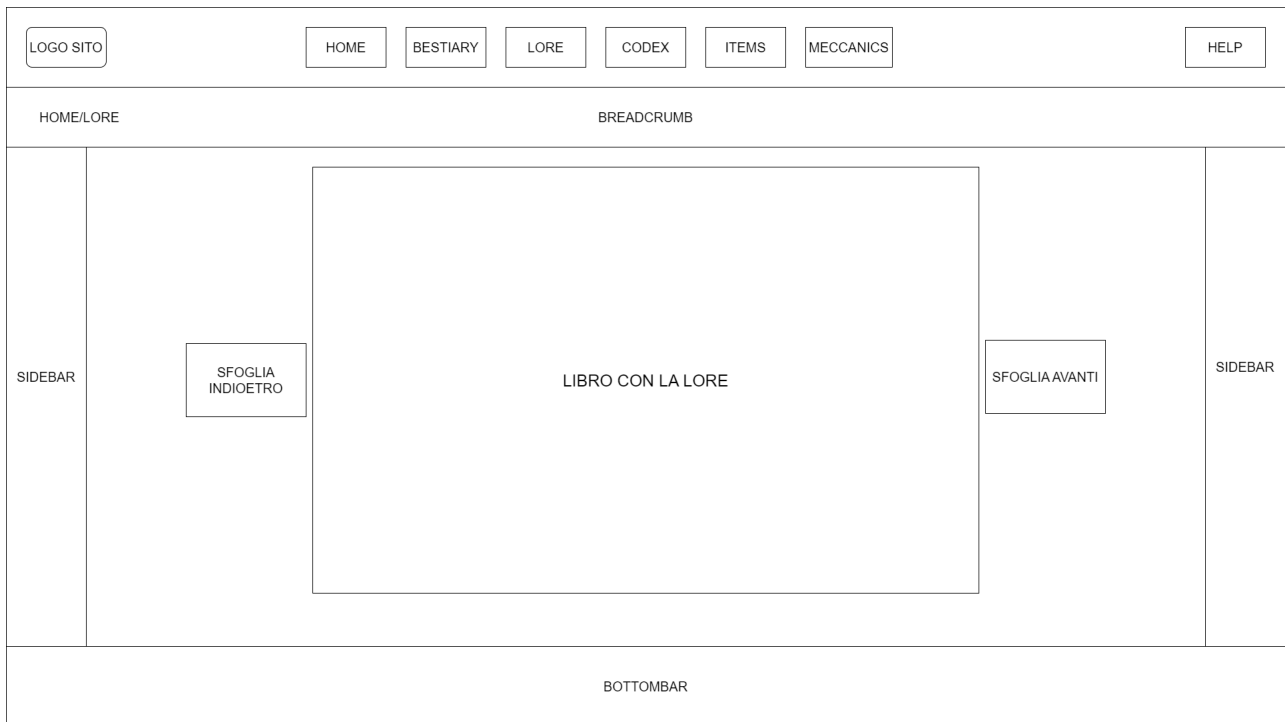 LOGO SITO
HOME
BESTIARY
LORE
CODEX
ITEMS
MECCANICS
HELP
HOME/LORE
BREADCRUMB
SIDEBAR
SFOGLIA
INDIOETRO
LIBRO CON LA LORE
SFOGLIA AVANTI
SIDEBAR
BOTTOMBAR